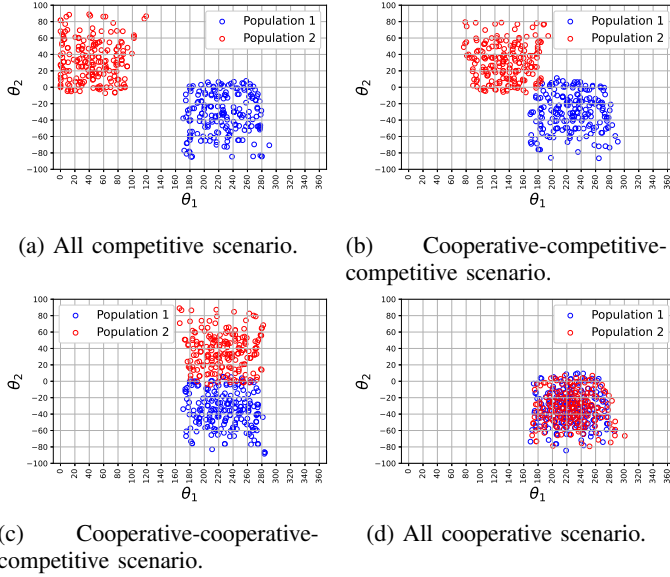 100
80
60
40
20
0
−20
−40
−60
−80
−100
θ2
Population 1
Population 2
0 20 40 60 80 100 120 140 160 180 200 220 240 260 280 300 320 340 360
θ1
(a) All competitive scenario.
100
80
60
40
20
0
−20
−40
−60
−80
−100
θ2
Population 1
Population 2
0 20 40 60 80 100 120 140 160 180 200 220 240 260 280 300 320 340 360
θ1
(b) Cooperative-competitive-
competitive scenario.
100
80
60
40
20
0
−20
−40
−60
−80
−100
θ2
Population 1
Population 2
0 20 40 60 80 100 120 140 160 180 200 220 240 260 280 300 320 340 360
θ1
(c) Cooperative-cooperative-
competitive scenario.
100
80
60
40
20
0
−20
−40
−60
−80
−100
θ2
Population 1
Population 2
0 20 40 60 80 100 120 140 160 180 200 220 240 260 280 300 320 340 360
θ1
(d) All cooperative scenario.